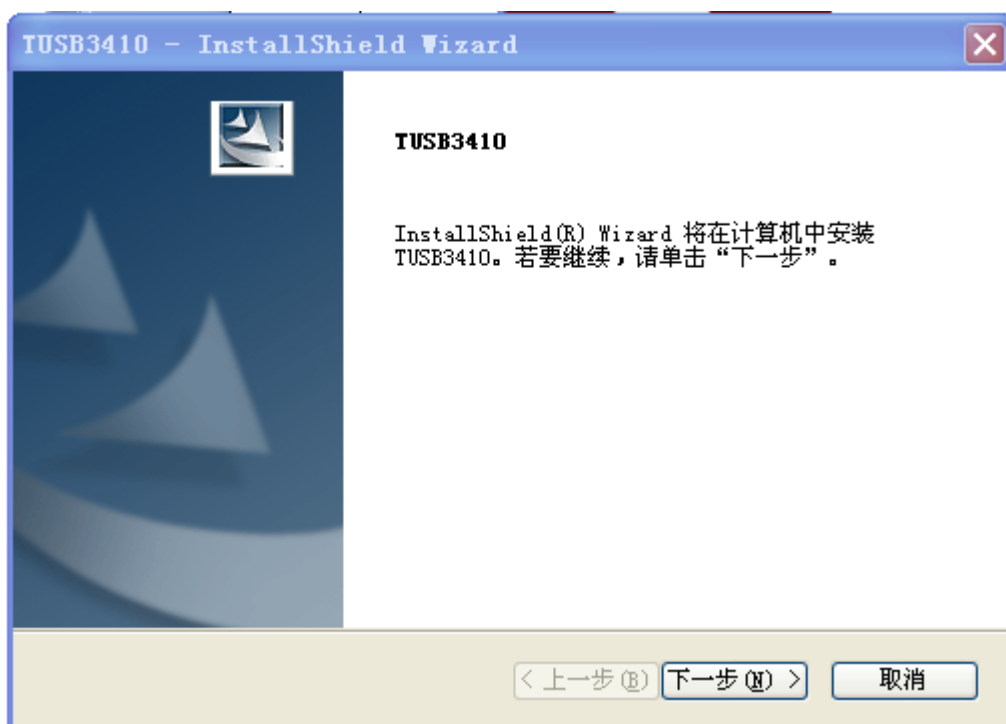 TUSB3410 - InstallShield Wizard
TUSB3410
InstallShield(R) Wizard 将在计算机中安装
TUSB3410。若要继续，请单击“下一步”。
< 上一步(B) 下一步(N) > 取消